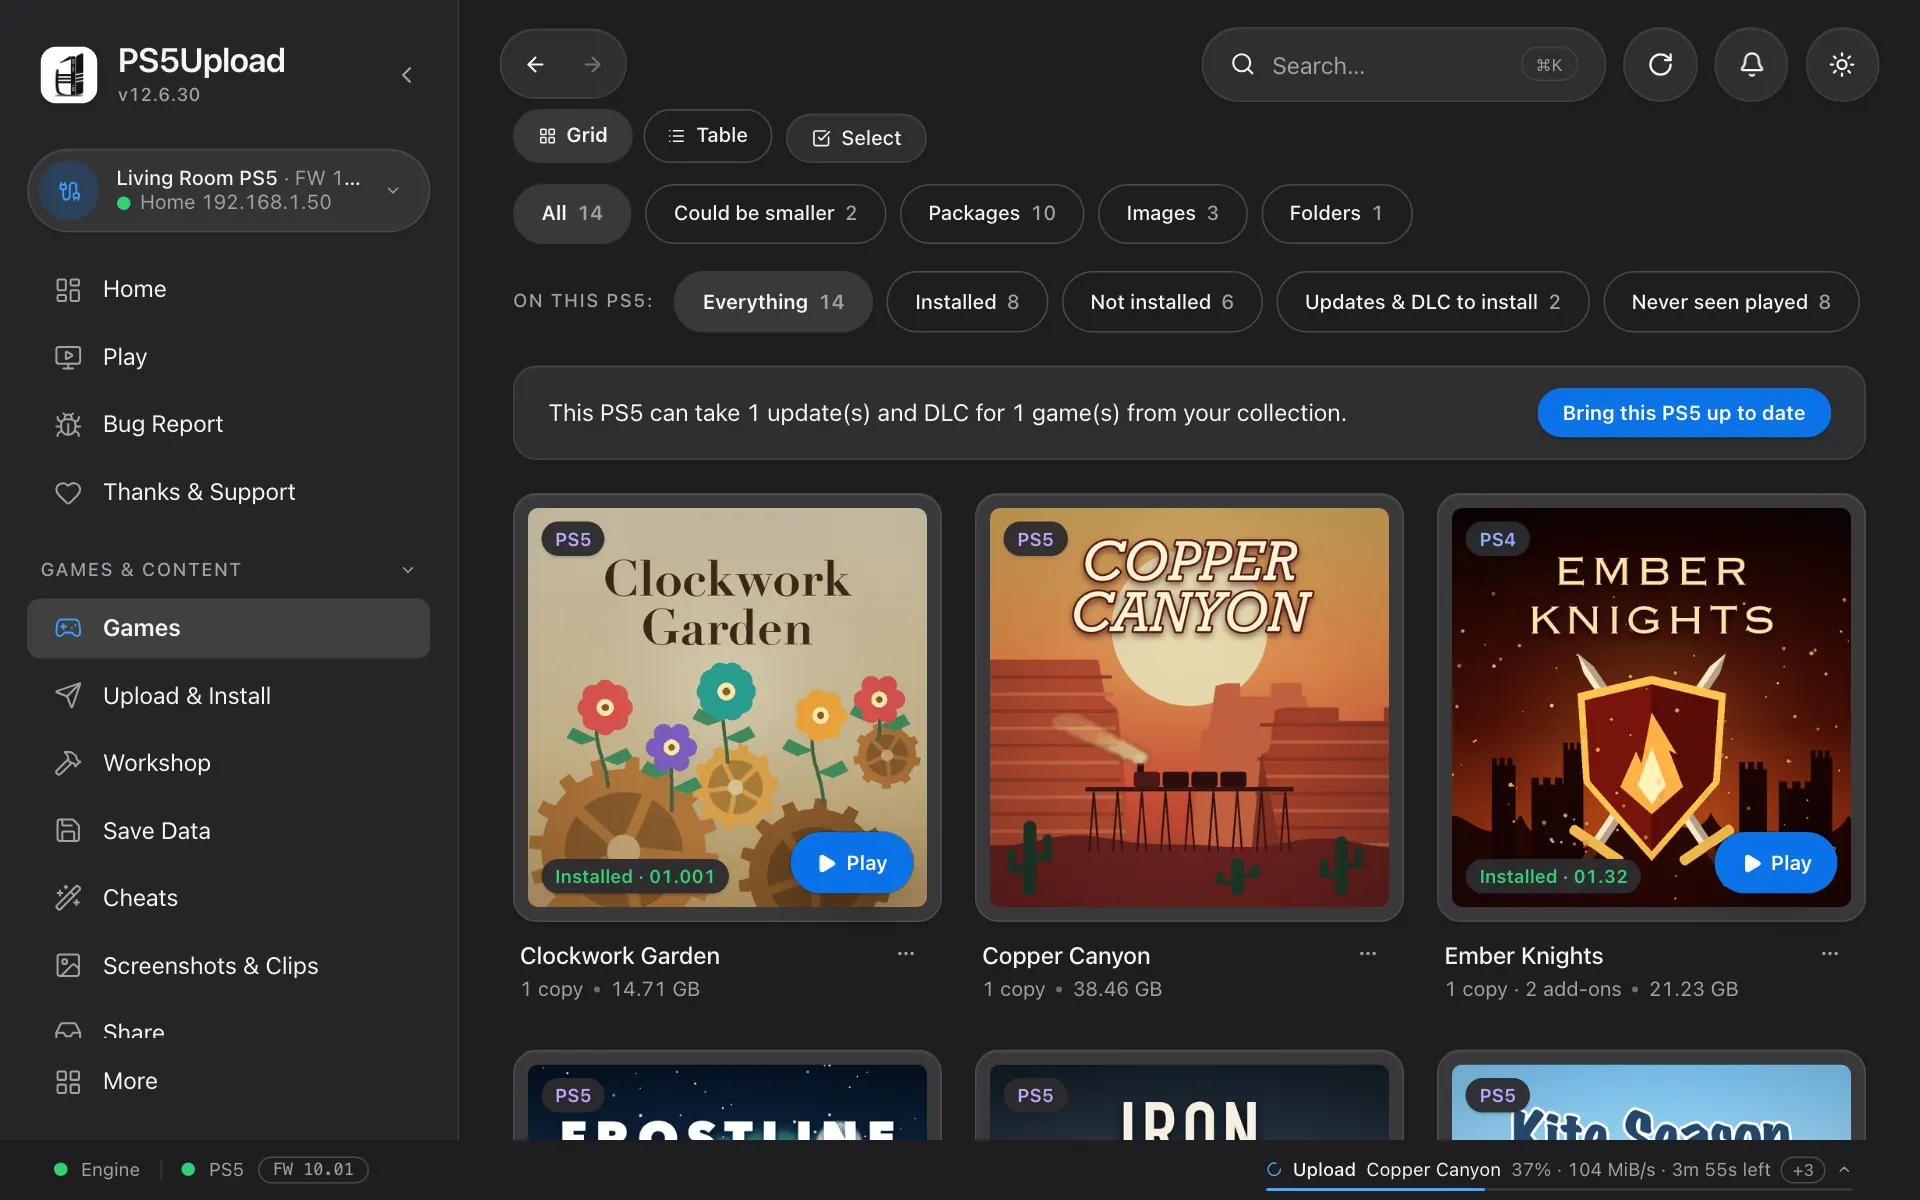 PS5Upload
v12.6.30
Living Room PS5 · FW 1...
Home 192.168.1.50
Home
Play
Bug Report
Thanks & Support
GAMES & CONTENT
Games
Upload & Install
Workshop
Save Data
Cheats
Screenshots & Clips
Share
More
Search... ⌘K
Grid
Table
Select
All 14
Could be smaller 2
Packages 10
Images 3
Folders 1
ON THIS PS5:
Everything 14
Installed 8
Not installed 6
Updates & DLC to install 2
Never seen played 8
This PS5 can take 1 update(s) and DLC for 1 game(s) from your collection.
Bring this PS5 up to date
PS5
Clockwork
Garden
Installed · 01.001
Play
Clockwork Garden
...
1 copy • 14.71 GB
PS5
COPPER
CANYON
Copper Canyon
...
1 copy • 38.46 GB
PS4
EMBER
KNIGHTS
Installed · 01.32
Play
Ember Knights
...
1 copy · 2 add-ons • 21.23 GB
PS5
FROSTLINE
PS5
IRON
PS5
Kite Season
Engine
PS5
FW 10.01
Upload Copper Canyon 37% · 104 MiB/s · 3m 55s left +3